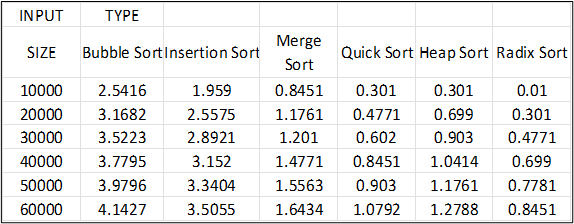 INPUT TYPE
SIZE Bubble Sort Insertion Sort Merge Sort Quick Sort Heap Sort Radix Sort
10000 2.5416 1.959 0.8451 0.301 0.301 0.01
20000 3.1682 2.5575 1.1761 0.4771 0.699 0.301
30000 3.5223 2.8921 1.201 0.602 0.903 0.4771
40000 3.7795 3.152 1.4771 0.8451 1.0414 0.699
50000 3.9796 3.3404 1.5563 0.903 1.1761 0.7781
60000 4.1427 3.5055 1.6434 1.0792 1.2788 0.8451